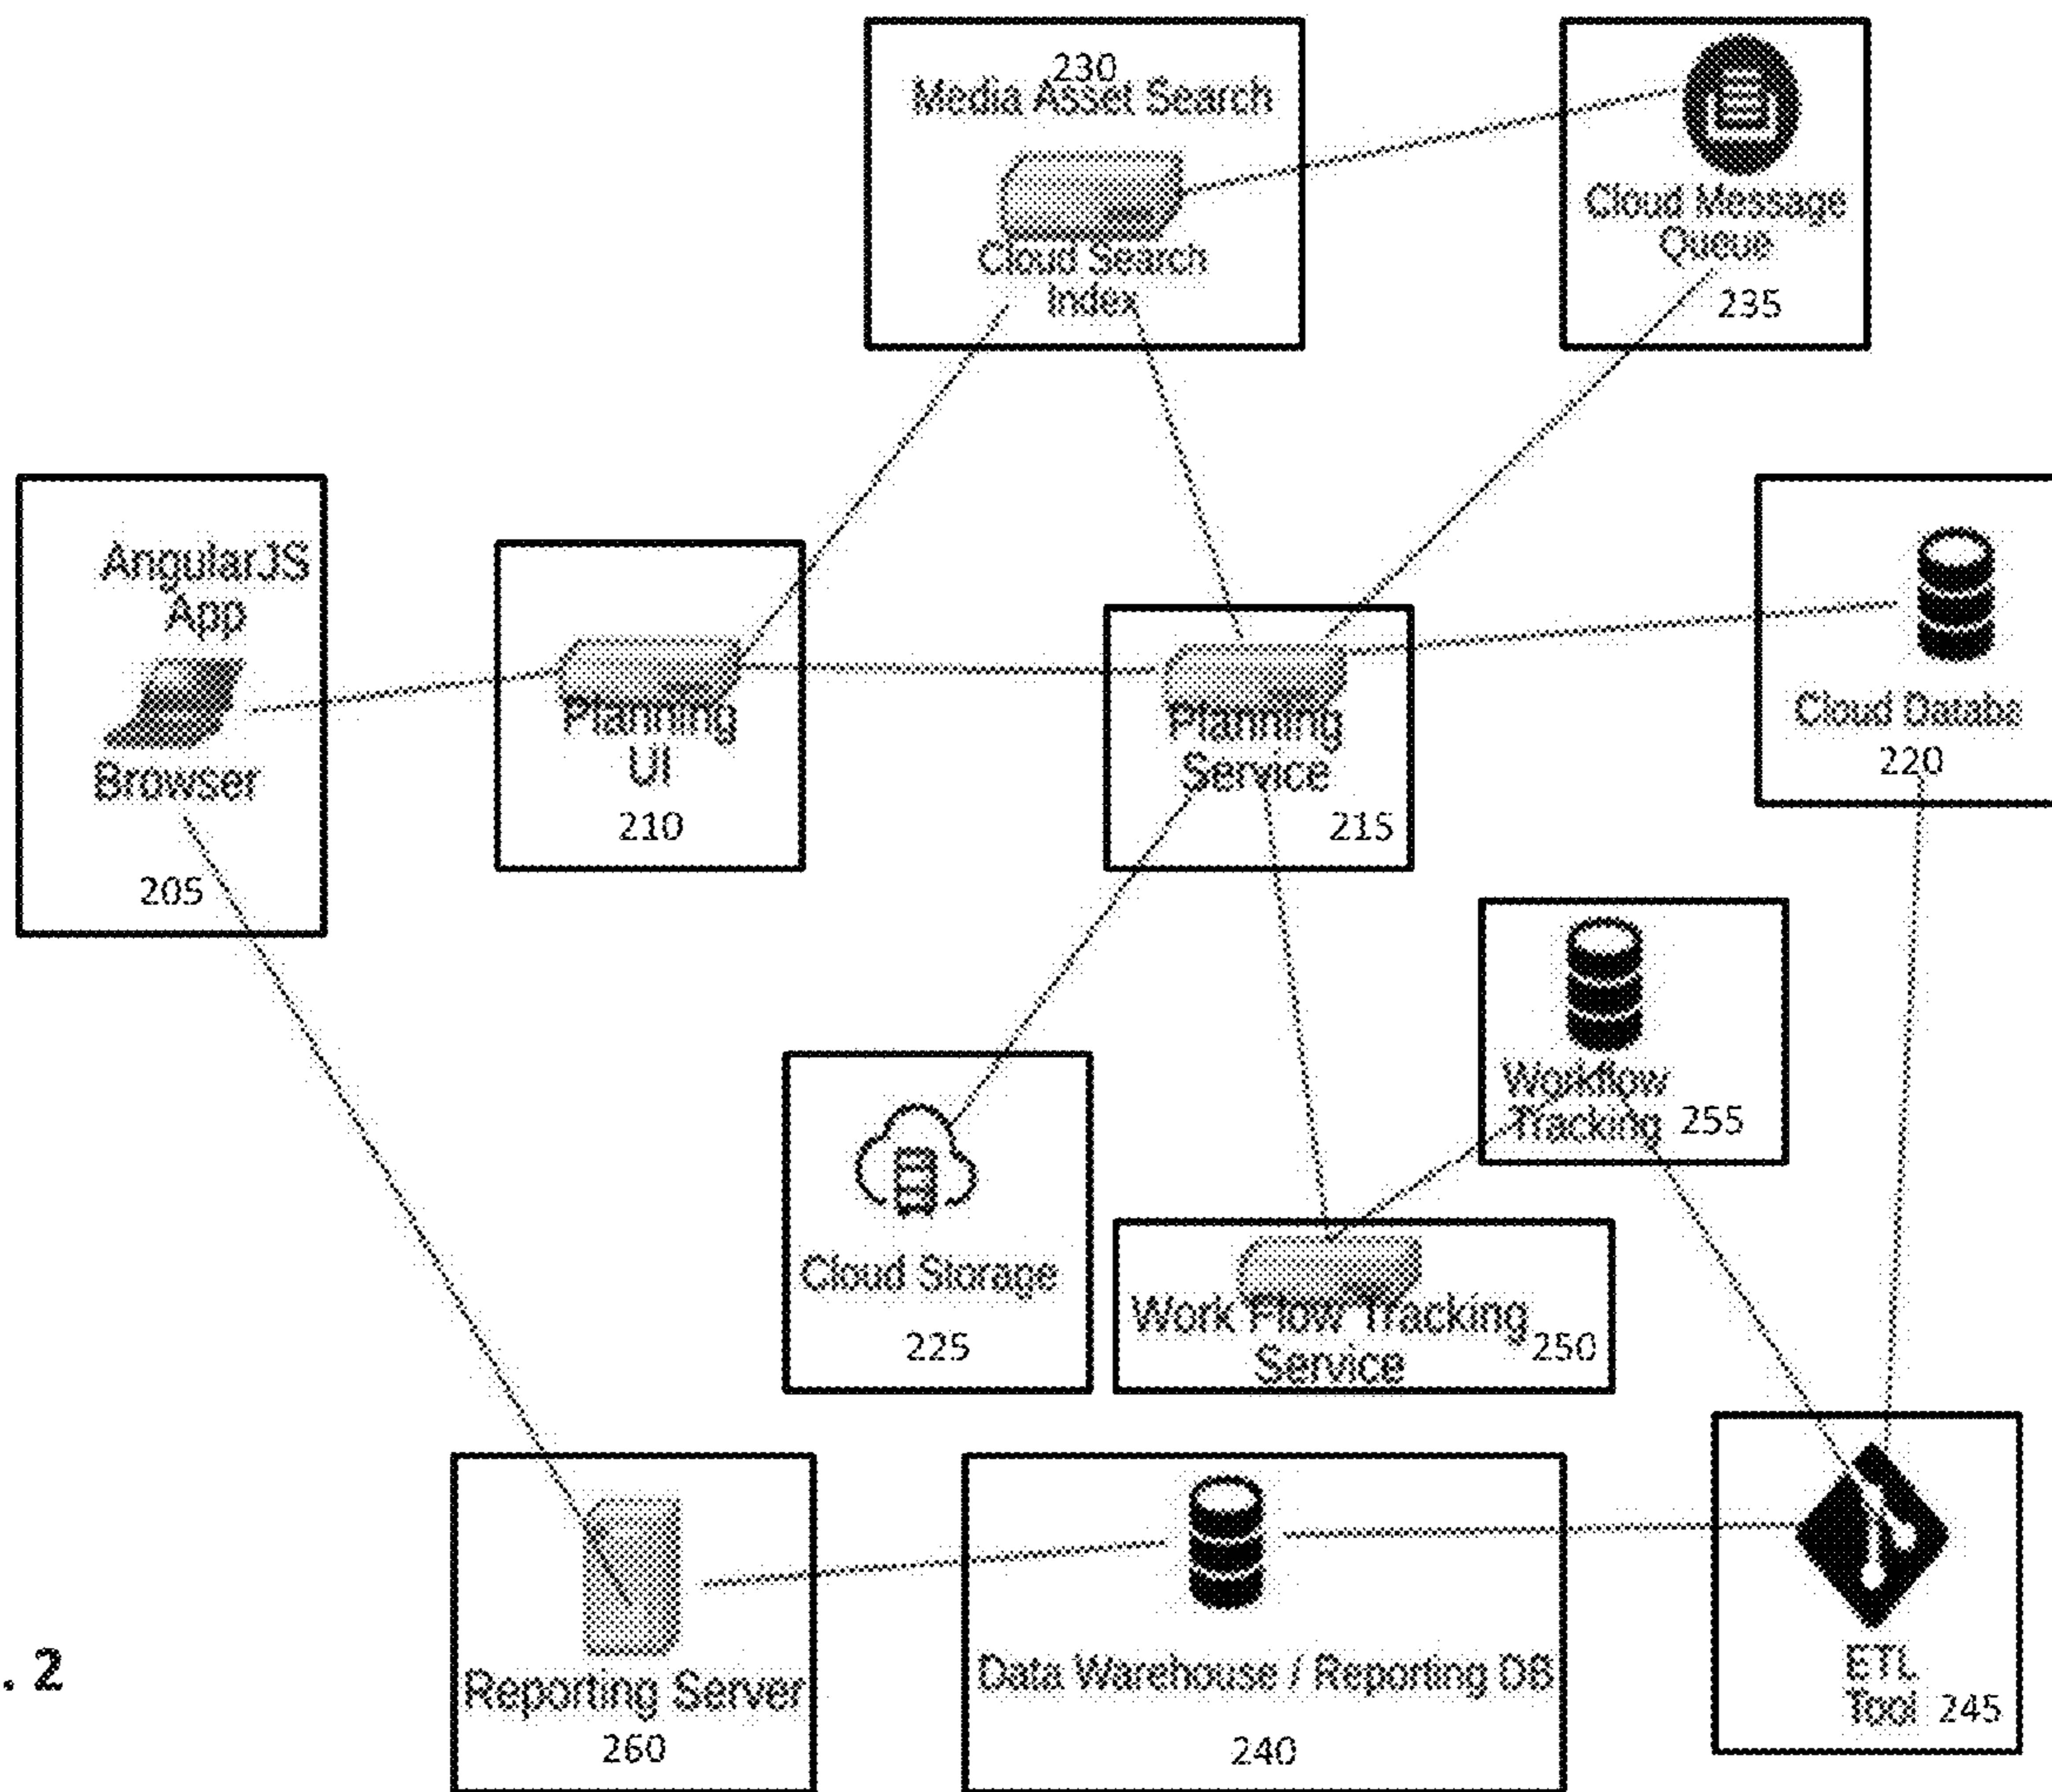 230
Media Asset Search
Cloud Search
Index
Cloud Message
Queue
235
AngularJS
App
Browser
205
Planning
UI
210
Planning
Service
215
Cloud Databa
220
Workflow
Tracking
255
Cloud Storage
225
Work Flow Tracking
Service
250
Reporting Server
260
Data Warehouse / Reporting DB
240
ETL
Tool
245
. 2